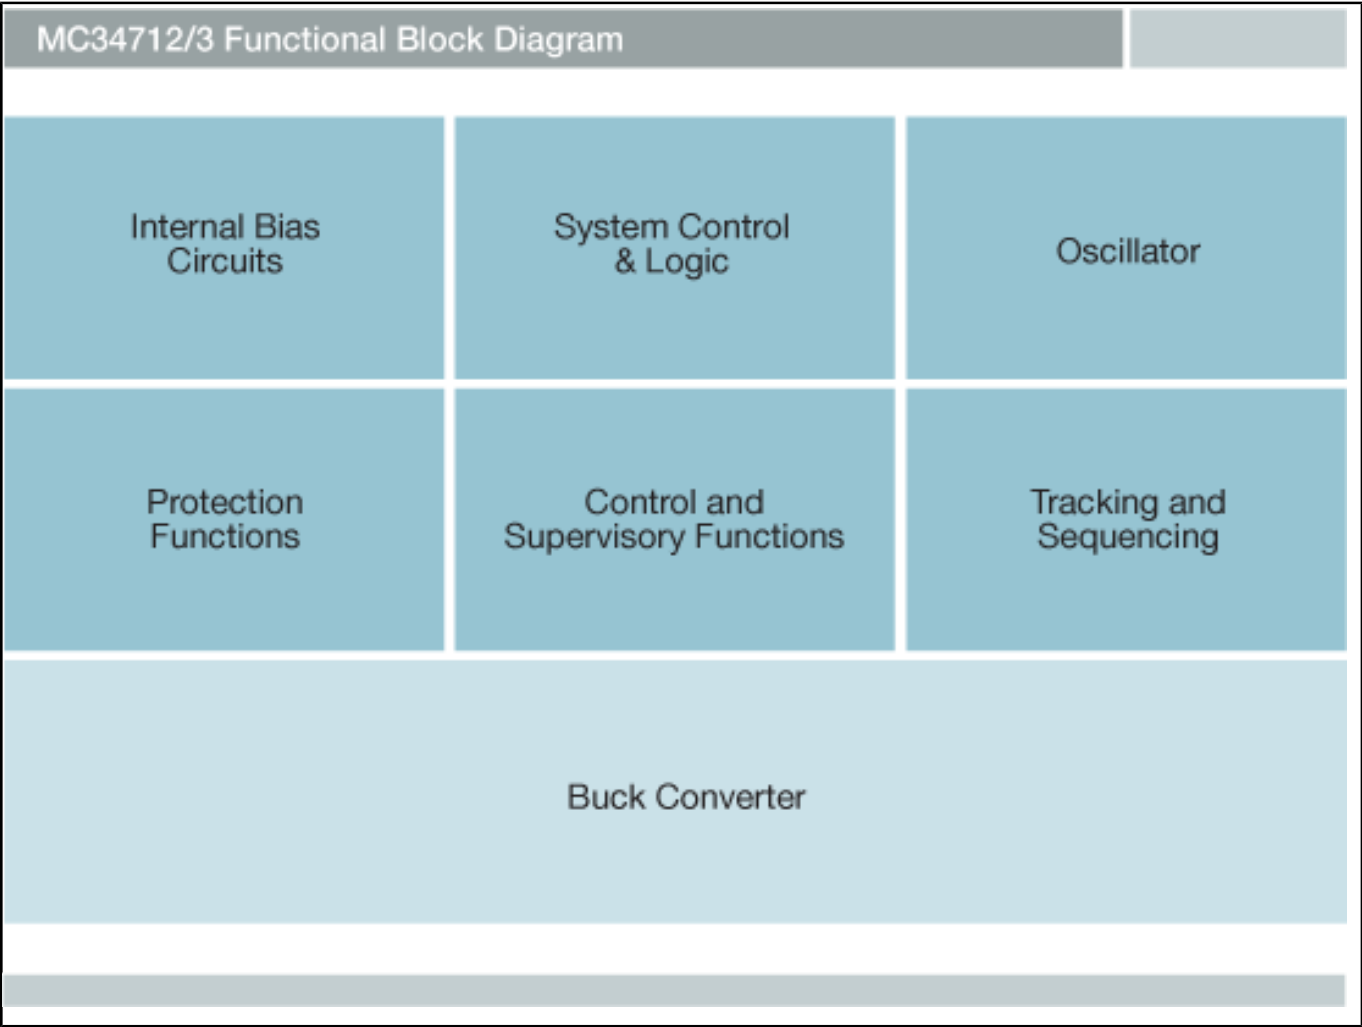 MC34712/3 Functional Block Diagram
Internal Bias
Circuits
System Control
& Logic
Oscillator
Protection
Functions
Control and
Supervisory Functions
Tracking and
Sequencing
Buck Converter